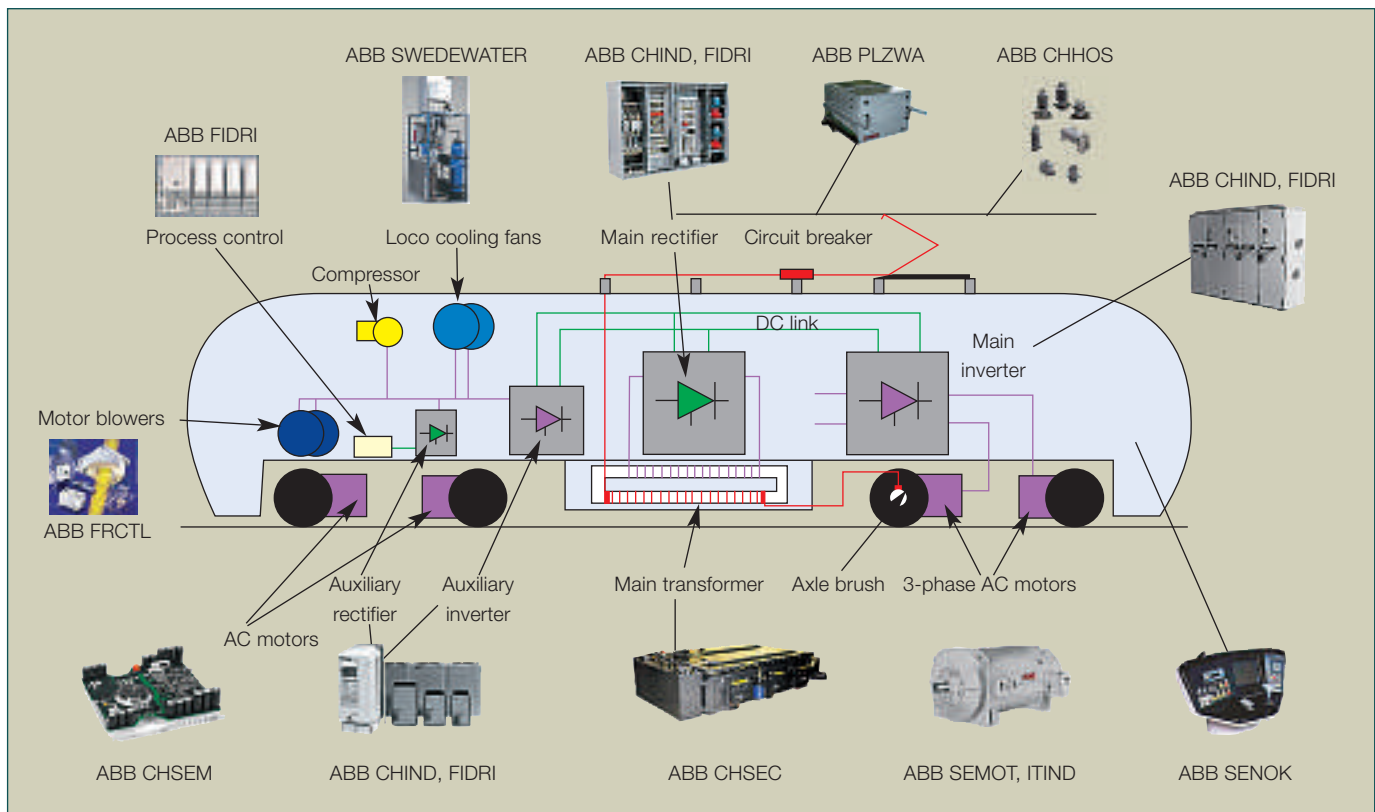 ABB SWEDEWATER
ABB CHIND, FIDRI
ABB PLZWA
ABB CHHOS
ABB FIDRI
ABB CHIND, FIDRI
Process control
Loco cooling fans
Main rectifier
Circuit breaker
Compressor
DC link
Main
inverter
Motor blowers
ABB FRCTL
Auxiliary
rectifier
Auxiliary
inverter
Main transformer
Axle brush
3-phase AC motors
AC motors
ABB CHSEM
ABB CHIND, FIDRI
ABB CHSEC
ABB SEMOT, ITIND
ABB SENOK